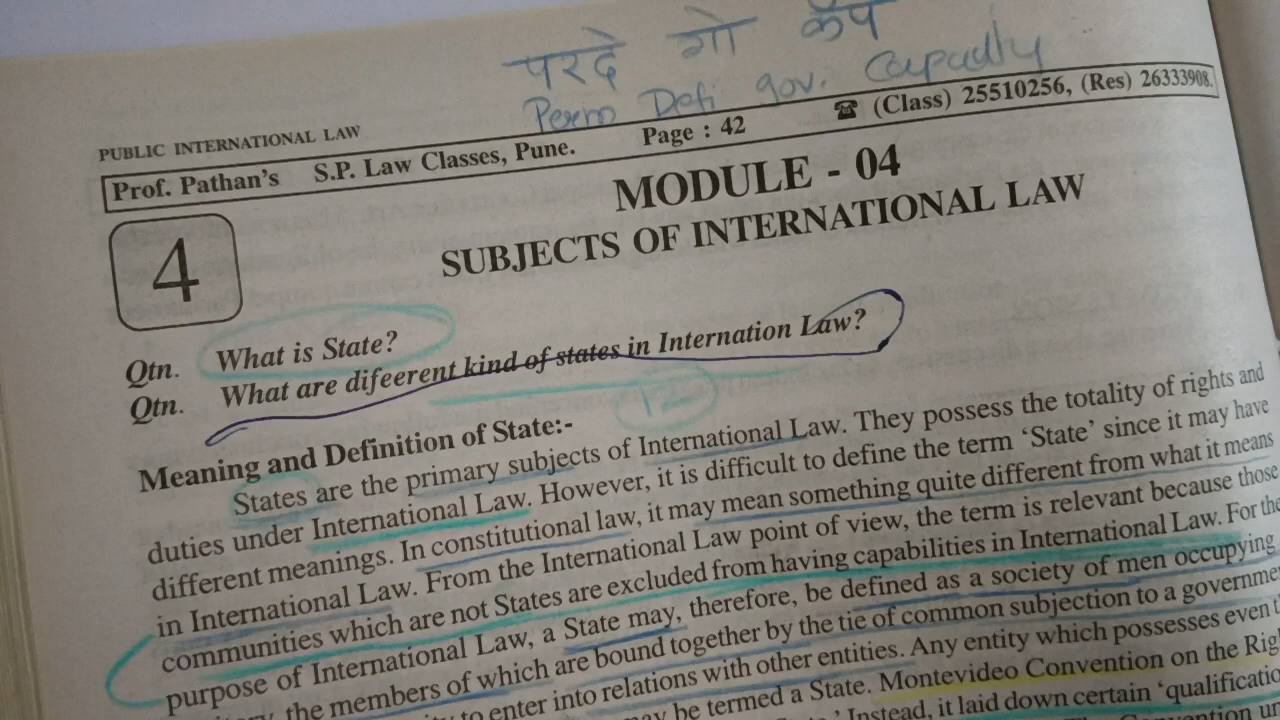 परदे गो कॅप
Perm Defi gov. Capacity
PUBLIC INTERNATIONAL LAW
Prof. Pathan's S.P. Law Classes, Pune. Page : 42 ☎ (Class) 25510256, (Res) 26333908.
MODULE - 04
4
SUBJECTS OF INTERNATIONAL LAW
Qtn. What is State?
Qtn. What are difeerent kind of states in Internation Law?
12
Meaning and Definition of State:-
States are the primary subjects of International Law. They possess the totality of rights and
duties under International Law. However, it is difficult to define the term 'State' since it may have
different meanings. In constitutional law, it may mean something quite different from what it means
in International Law. From the International Law point of view, the term is relevant because those
communities which are not States are excluded from having capabilities in International Law. For the
purpose of International Law, a State may, therefore, be defined as a society of men occupying
the members of which are bound together by the tie of common subjection to a
to enter into relations with other entities. Any entity which possesses even
be termed a State. Montevideo Convention on the
Instead, it laid down certain